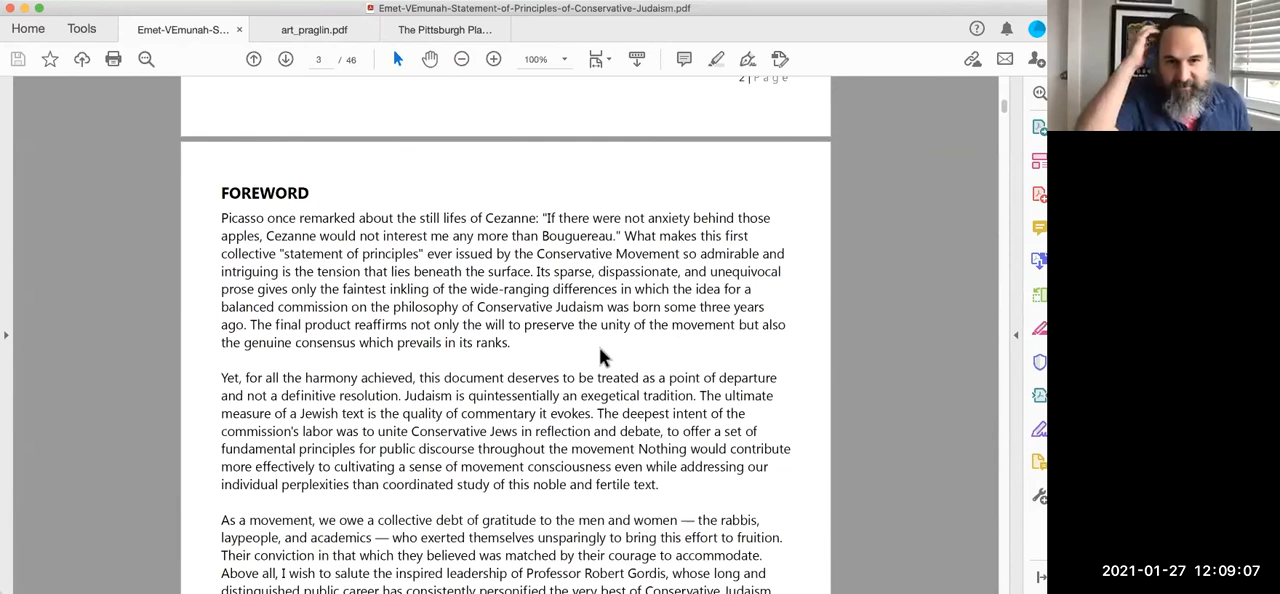 Emet-VEmunah-Statement-of-Principles-of-Conservative-Judaism.pdf
Home
Tools
Emet-VEmunah-S...
×
art_praglin.pdf
The Pittsburgh Pla...
3 / 46
100%
2 | P a g e
FOREWORD
Picasso once remarked about the still lifes of Cezanne: "If there were not anxiety behind those
apples, Cezanne would not interest me any more than Bouguereau." What makes this first
collective "statement of principles" ever issued by the Conservative Movement so admirable and
intriguing is the tension that lies beneath the surface. Its sparse, dispassionate, and unequivocal
prose gives only the faintest inkling of the wide-ranging differences in which the idea for a
balanced commission on the philosophy of Conservative Judaism was born some three years
ago. The final product reaffirms not only the will to preserve the unity of the movement but also
the genuine consensus which prevails in its ranks.
Yet, for all the harmony achieved, this document deserves to be treated as a point of departure
and not a definitive resolution. Judaism is quintessentially an exegetical tradition. The ultimate
measure of a Jewish text is the quality of commentary it evokes. The deepest intent of the
commission's labor was to unite Conservative Jews in reflection and debate, to offer a set of
fundamental principles for public discourse throughout the movement Nothing would contribute
more effectively to cultivating a sense of movement consciousness even while addressing our
individual perplexities than coordinated study of this noble and fertile text.
As a movement, we owe a collective debt of gratitude to the men and women — the rabbis,
laypeople, and academics — who exerted themselves unsparingly to bring this effort to fruition.
Their conviction in that which they believed was matched by their courage to accommodate.
Above all, I wish to salute the inspired leadership of Professor Robert Gordis, whose long and
distinguished public career has consistently personified the very best of Conservative Judaism
2021-01-27 12:09:07